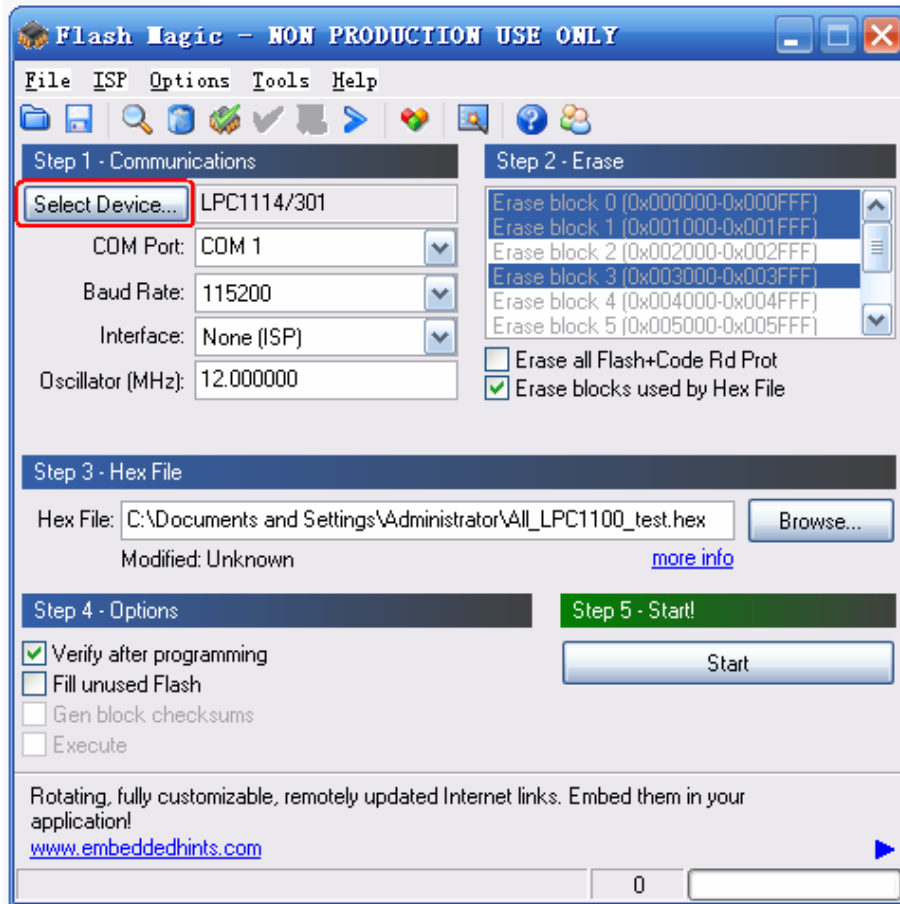 Flash Magic - NON PRODUCTION USE ONLY
File ISP Options Tools Help
Step 1 - Communications
Select Device... LPC1114/301
COM Port: COM 1
Baud Rate: 115200
Interface: None (ISP)
Oscillator (MHz): 12.000000
Step 2 - Erase
Erase block 0 (0x000000-0x000FFF)
Erase block 1 (0x001000-0x001FFF)
Erase block 2 (0x002000-0x002FFF)
Erase block 3 (0x003000-0x003FFF)
Erase block 4 (0x004000-0x004FFF)
Erase block 5 (0x005000-0x005FFF)
Erase all Flash+Code Rd Prot
Erase blocks used by Hex File
Step 3 - Hex File
Hex File: C:\Documents and Settings\Administrator\All_LPC1100_test.hex Browse...
Modified: Unknown more info
Step 4 - Options
Verify after programming
Fill unused Flash
Gen block checksums
Execute
Step 5 - Start!
Start
Rotating, fully customizable, remotely updated Internet links. Embed them in your
application!
www.embeddedhints.com
0